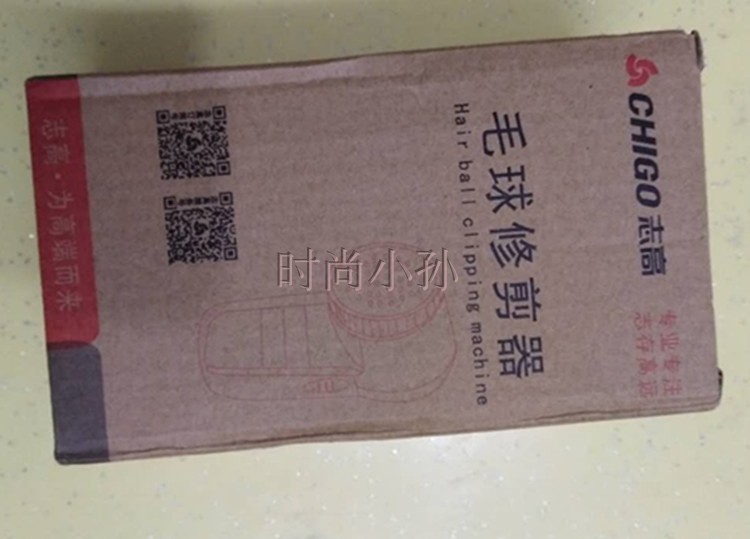 CHIGO 志高
专业专注
志存高远
毛球修剪器
Hair ball clipping machine
志高·为高端而来
时尚小孙